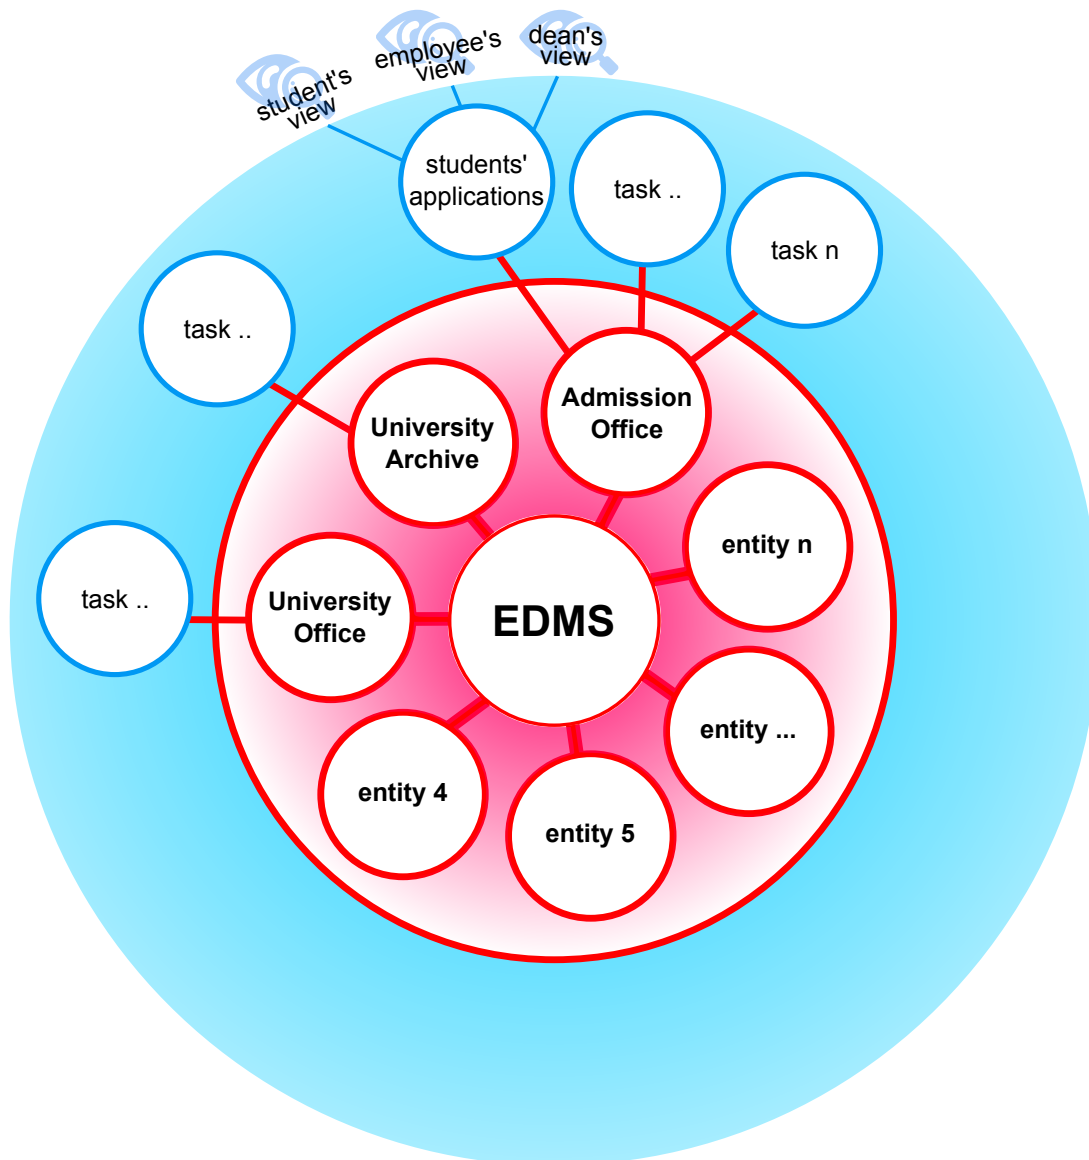 dean's
view
employee's
view
student's
view
students'
applications
task ..
task n
task ..
Admission
Office
University
Archive
entity n
task ..
University
Office
EDMS
entity ...
entity 4
entity 5